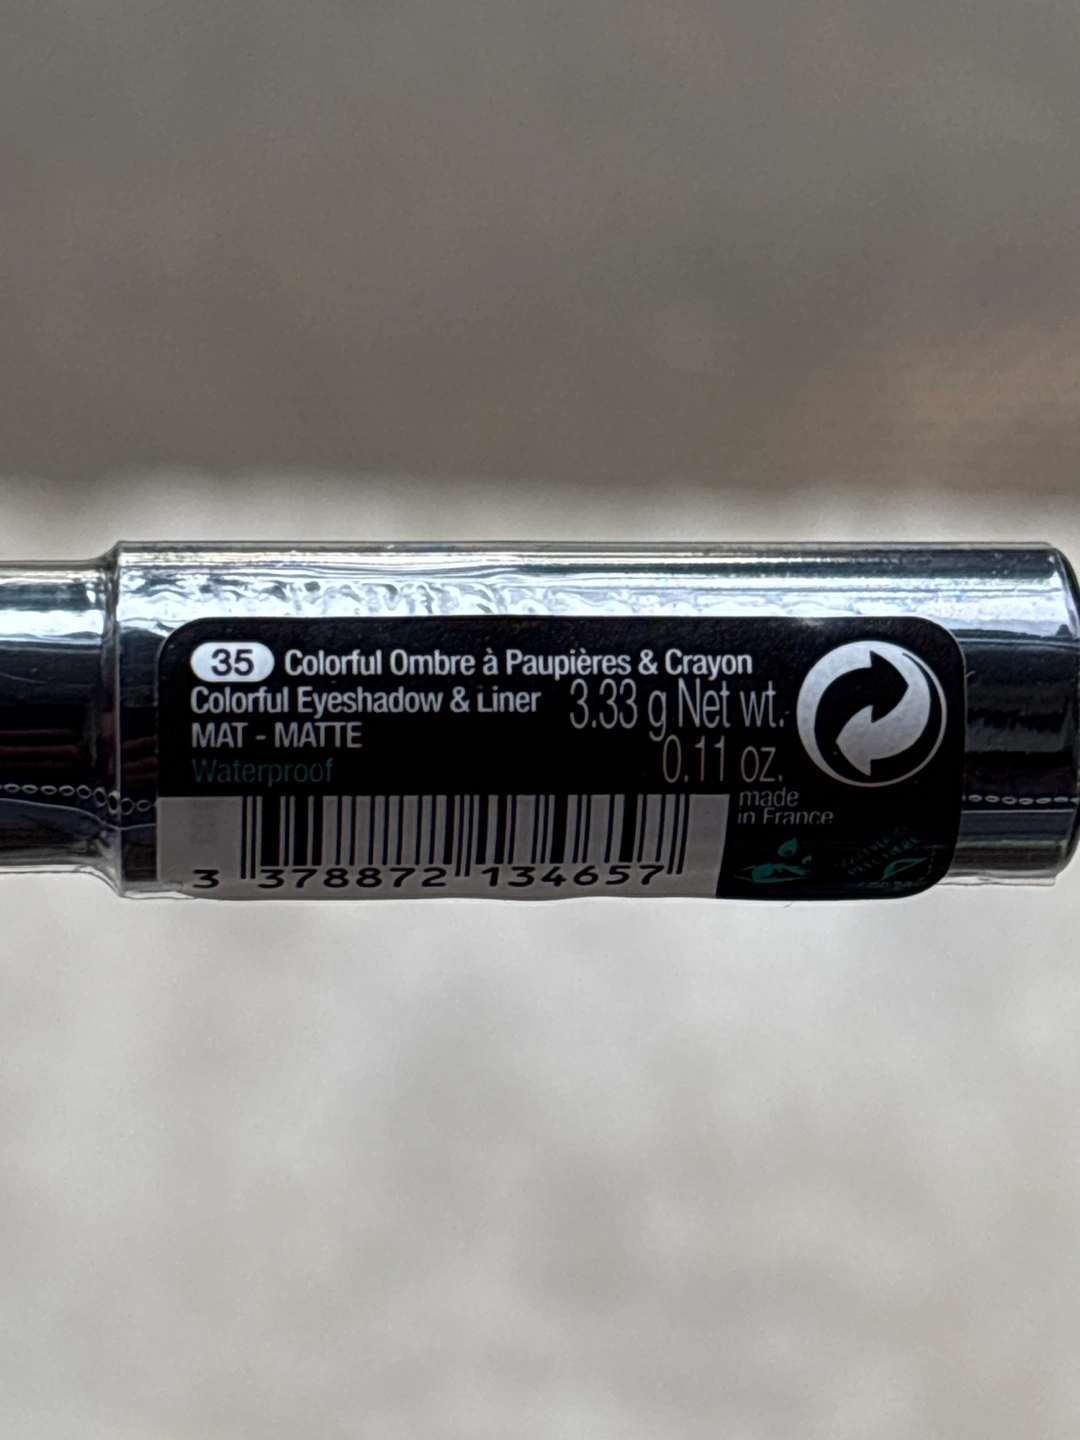 35 Colorful Ombre à Paupières & Crayon
Colorful Eyeshadow & Liner
MAT - MATTE
Waterproof
3.33 g Net wt.
0.11 oz.
made
in France
3 378872 134657